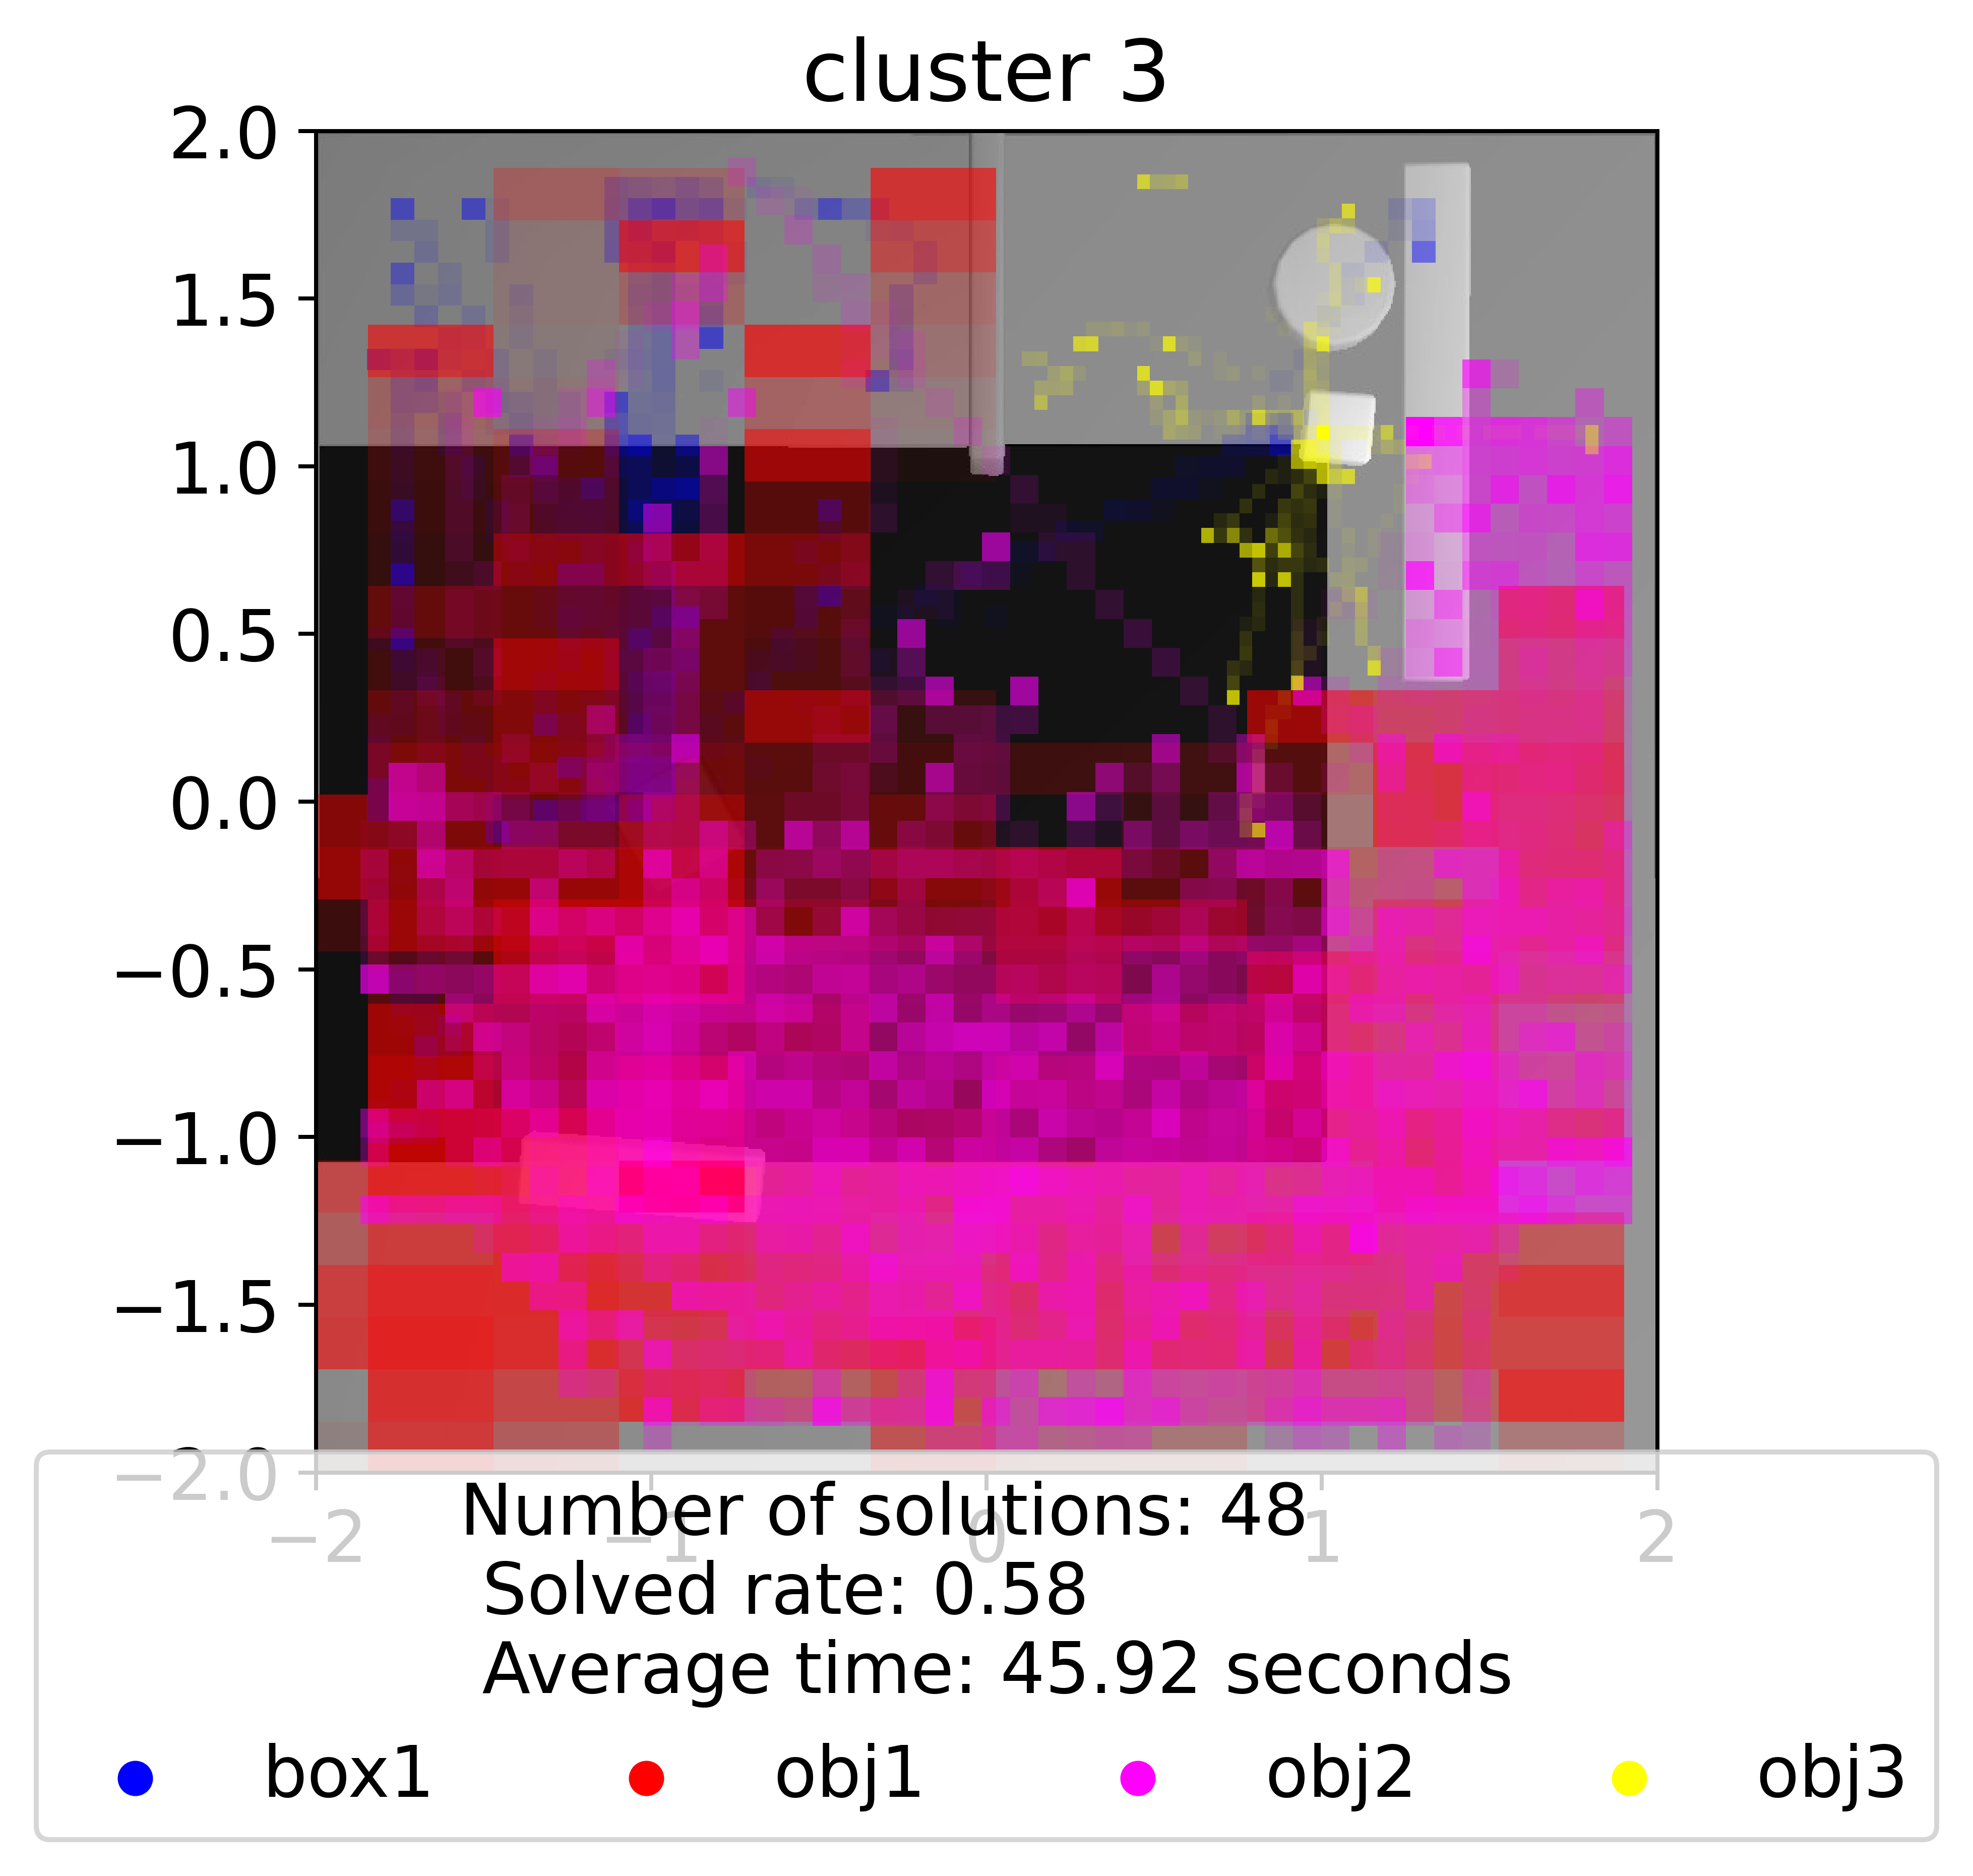 cluster 3
2.0
1.5
1.0
0.5
0.0
−0.5
−1.0
−1.5
−2.0
−2 −1 0 1 2
Number of solutions: 48
Solved rate: 0.58
Average time: 45.92 seconds
box1 obj1 obj2 obj3